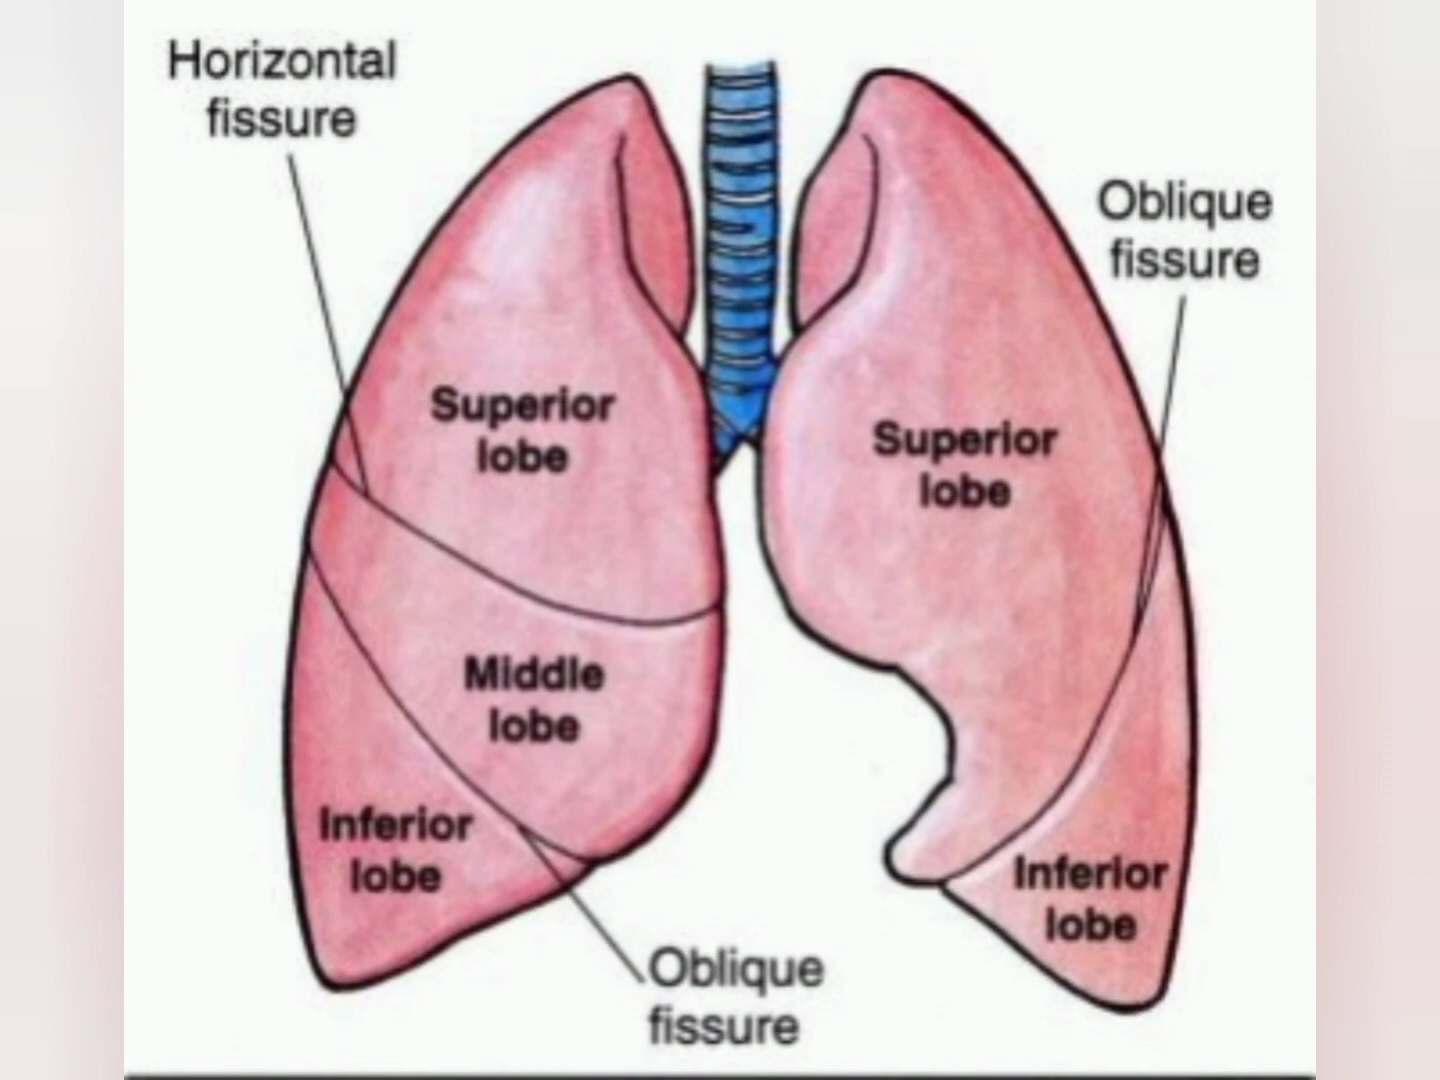 Horizontal
fissure
Oblique
fissure
Superior
lobe
Superior
lobe
Middle
lobe
Inferior
lobe
Inferior
lobe
Oblique
fissure